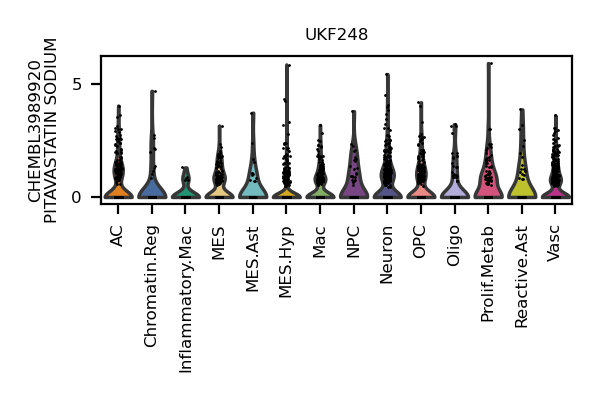 UKF248
CHEMBL3989920
PITAVASTATIN SODIUM
5
0
AC
Chromatin.Reg
Inflammatory.Mac
MES
MES.Ast
MES.Hyp
Mac
NPC
Neuron
OPC
Oligo
Prolif.Metab
Reactive.Ast
Vasc